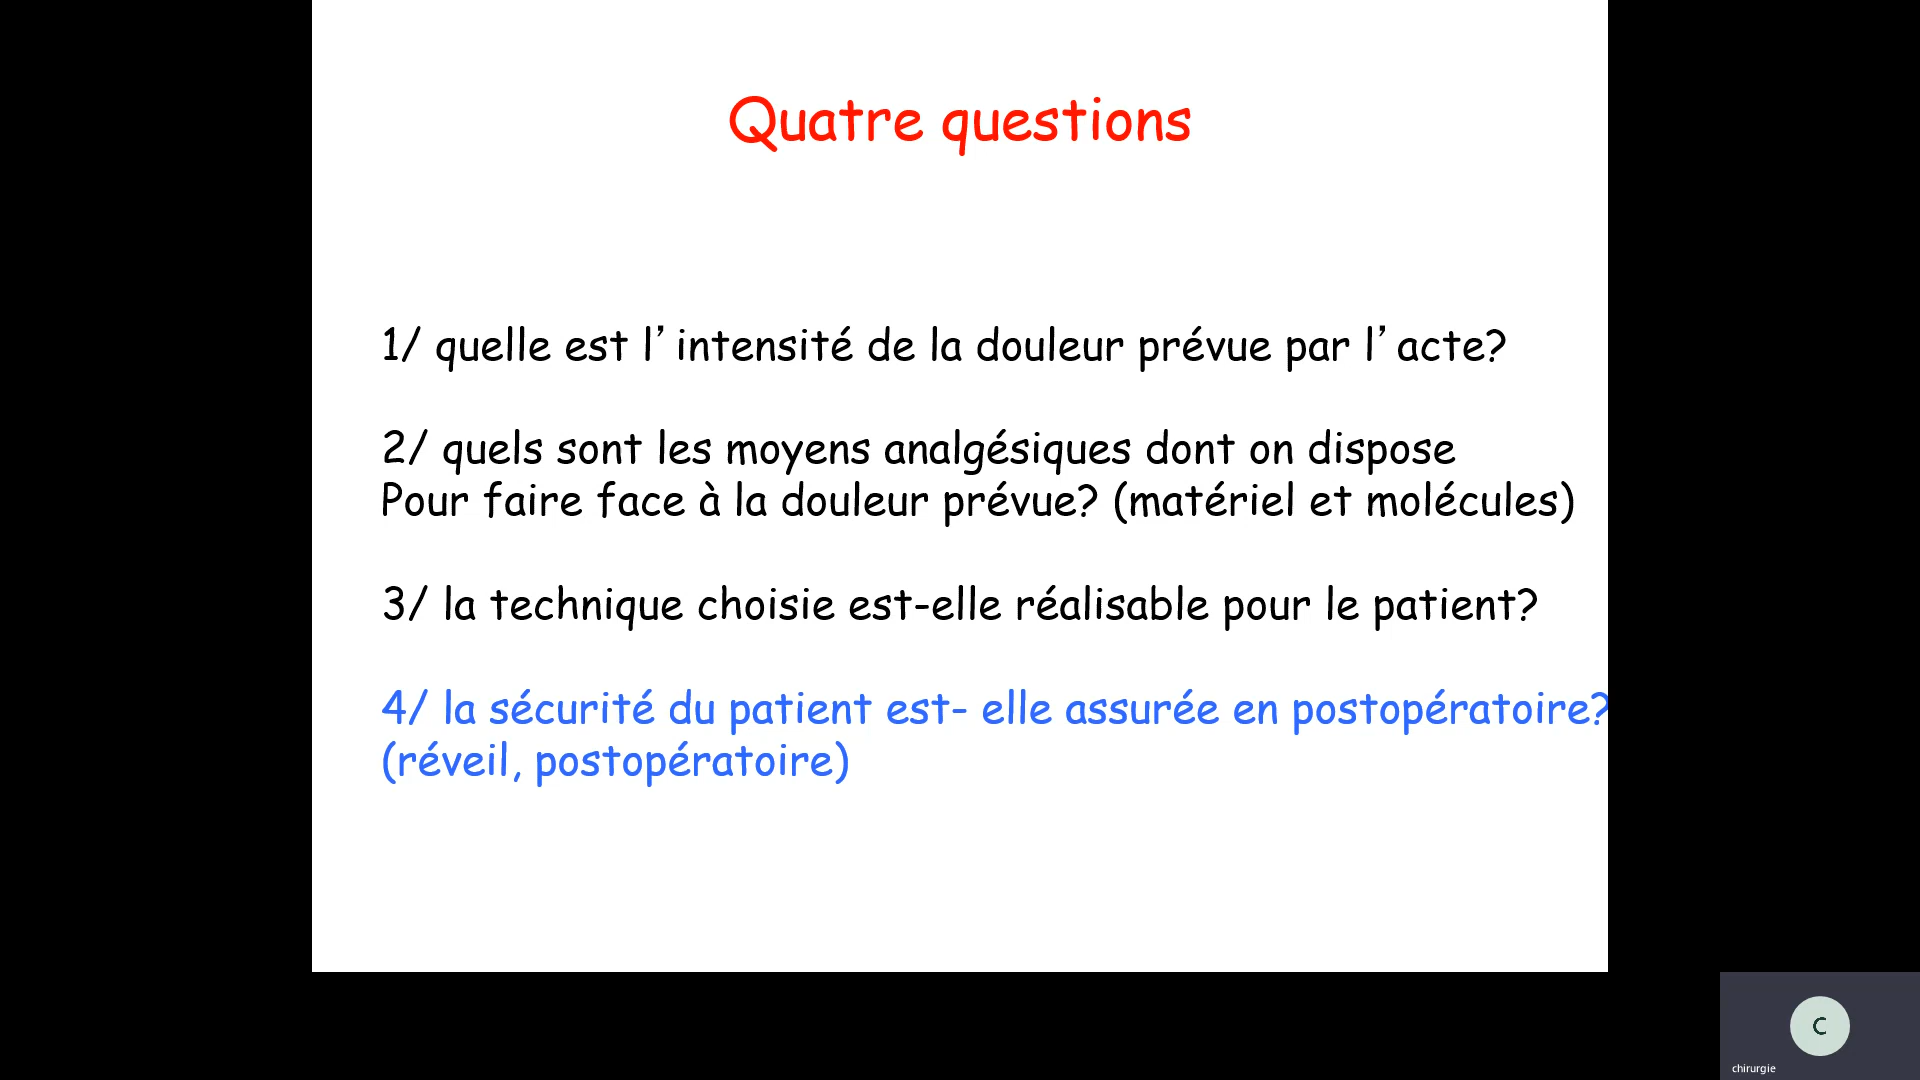 Quatre questions
1/ quelle est l’intensité de la douleur prévue par l’acte?
2/ quels sont les moyens analgésiques dont on dispose
Pour faire face à la douleur prévue? (matériel et molécules)
3/ la technique choisie est-elle réalisable pour le patient?
4/ la sécurité du patient est- elle assurée en postopératoire?
(réveil, postopératoire)
C
chirurgie